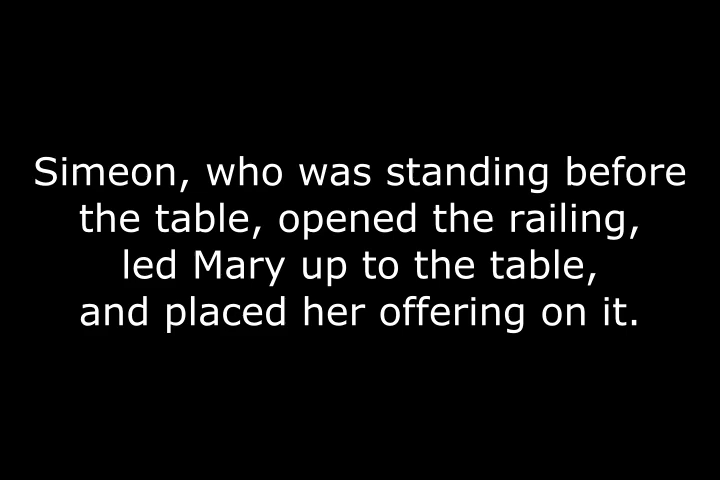 Simeon, who was standing before
the table, opened the railing,
led Mary up to the table,
and placed her offering on it.